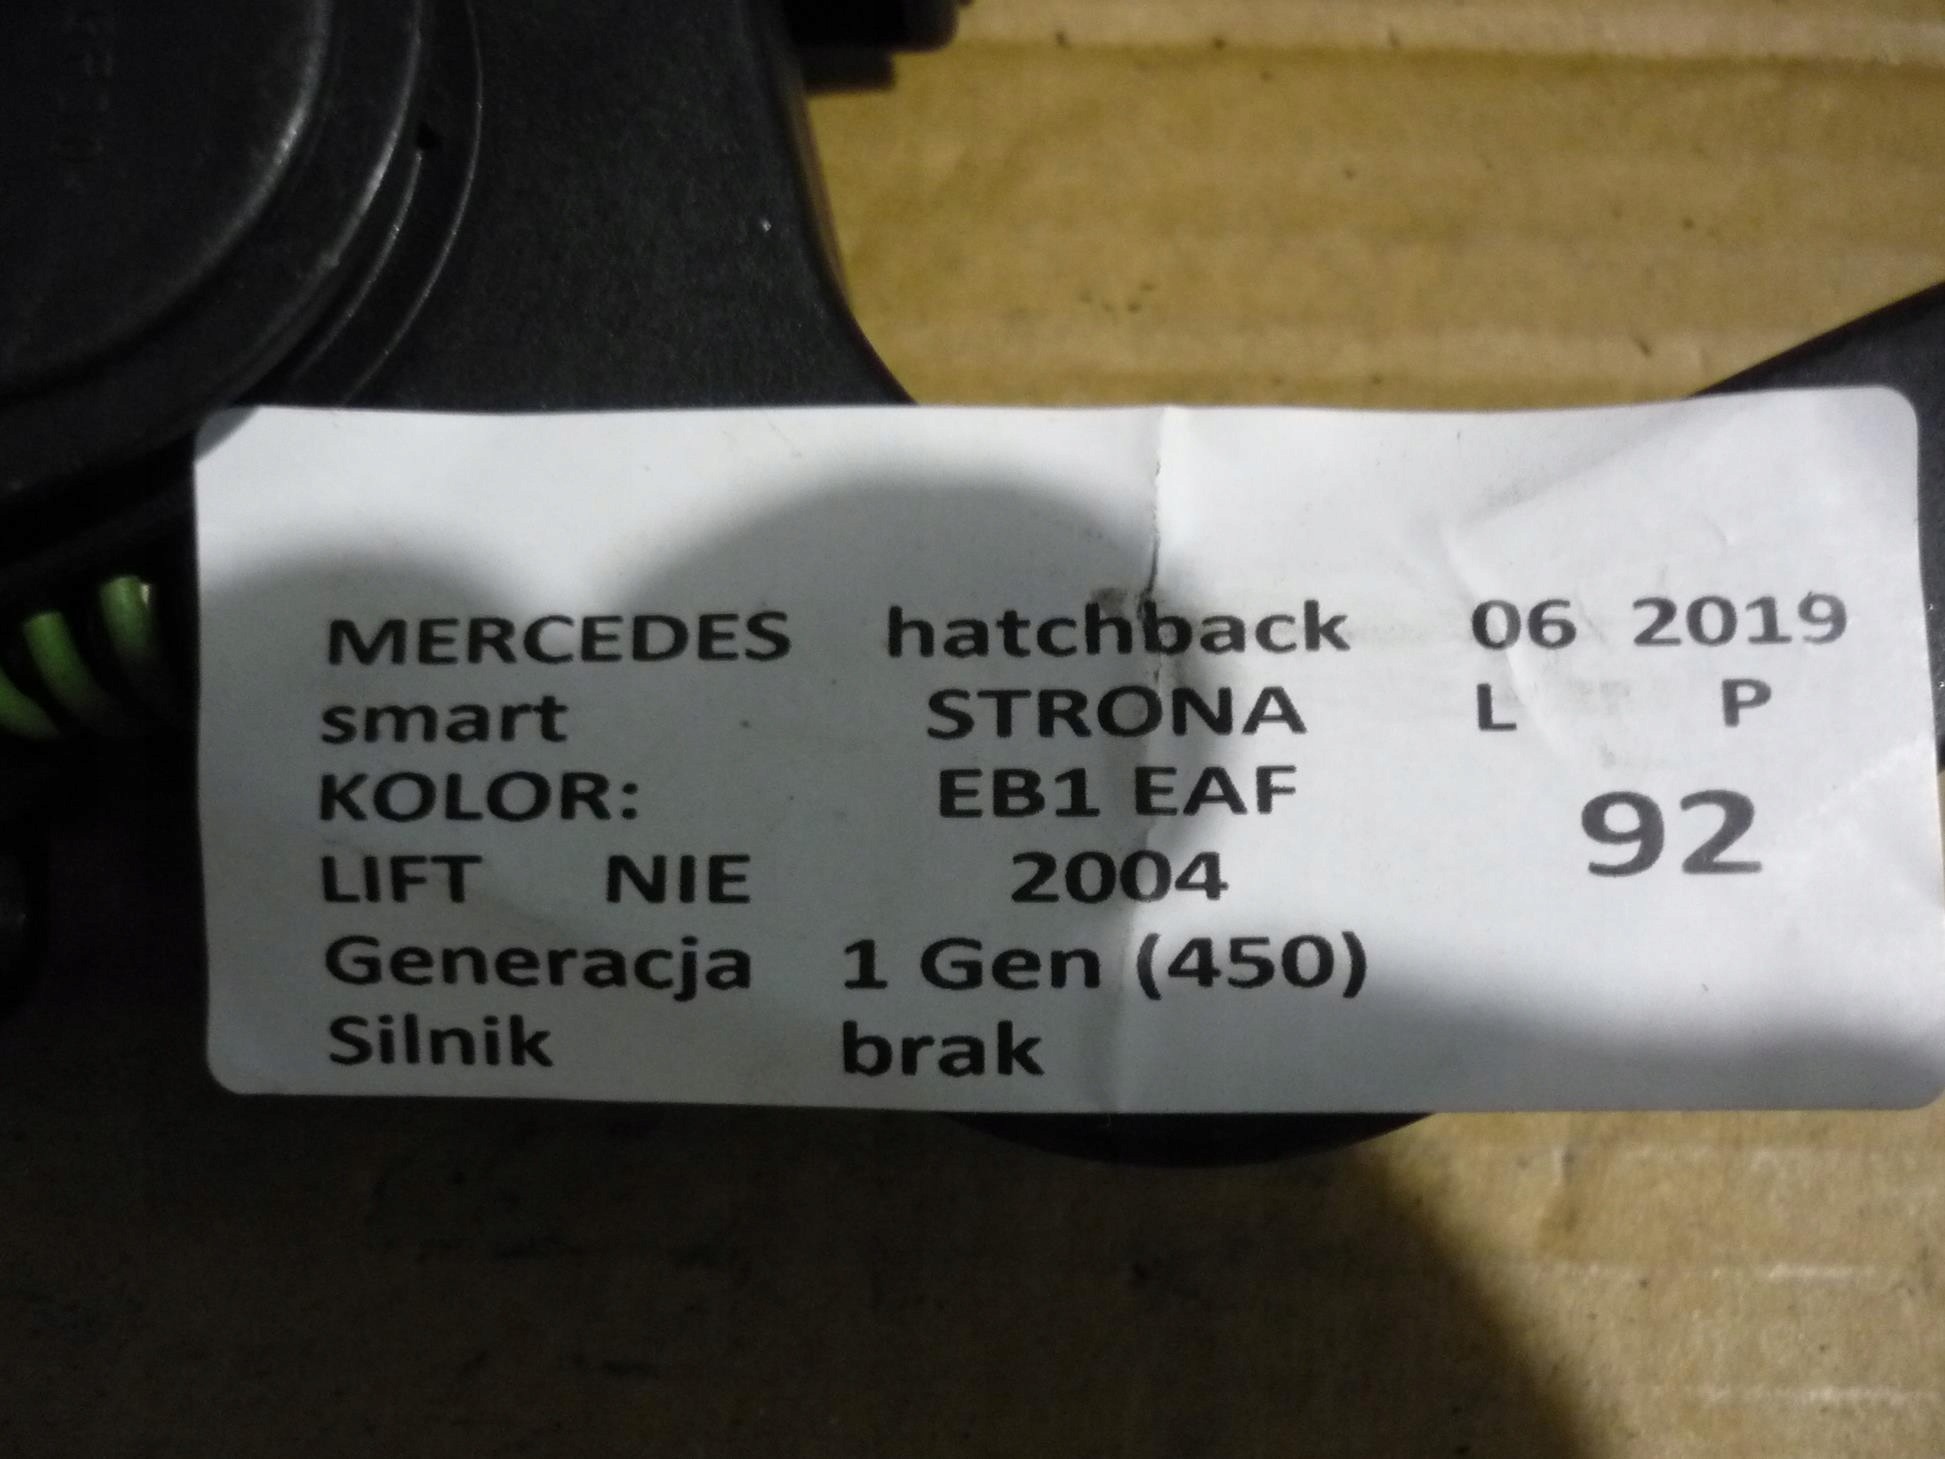 MERCEDES hatchback 06 2019
smart STRONA L P
KOLOR: EB1 EAF 92
LIFT NIE 2004
Generacja 1 Gen (450)
Silnik brak